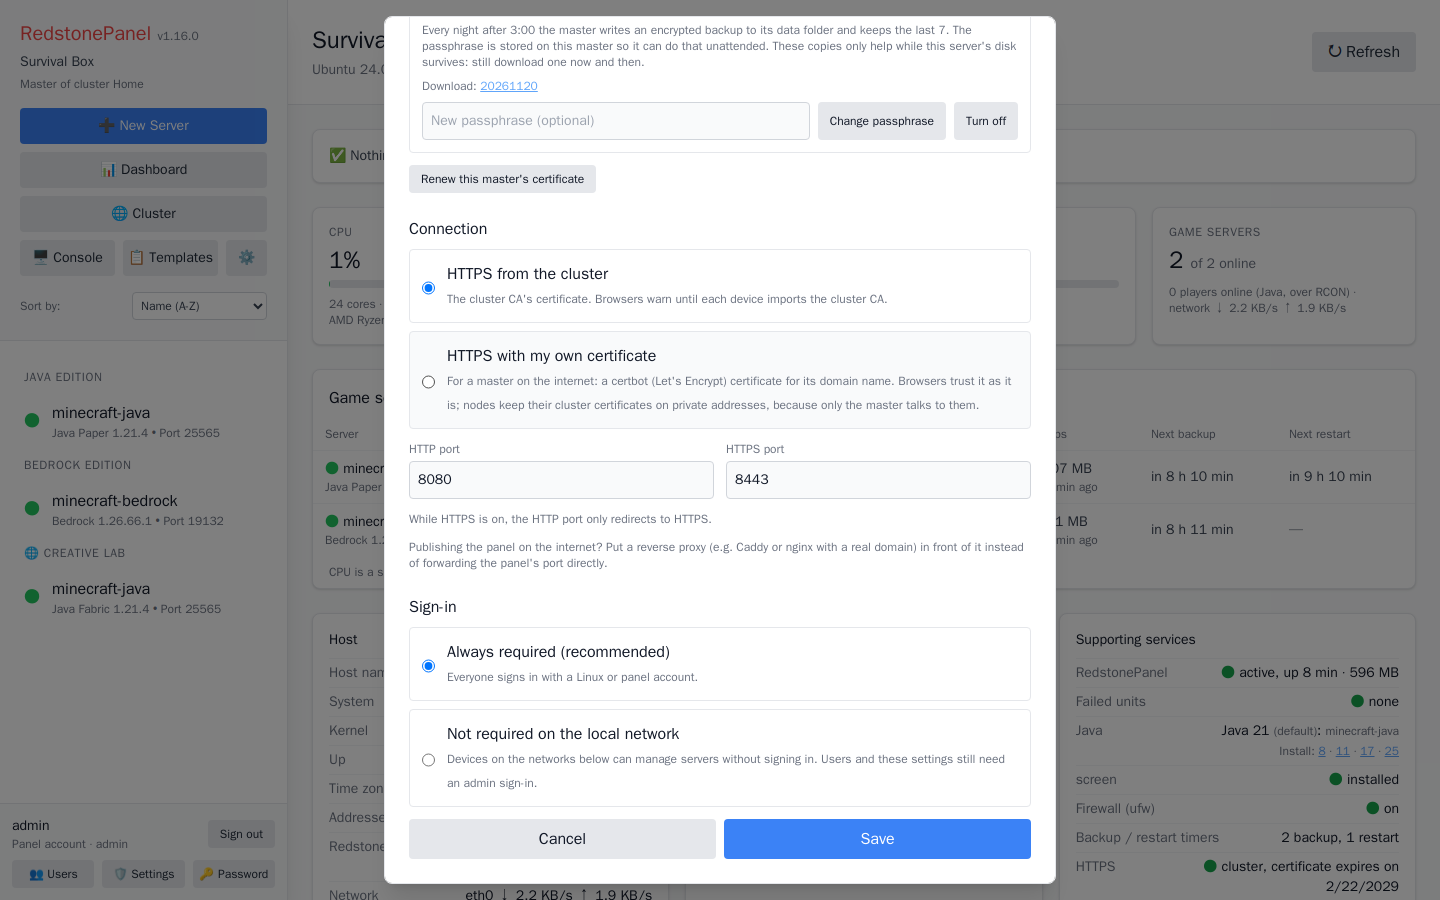 RedstonePanel v1.16.0
Survival Box
Master of cluster Home
➕ New Server
📊 Dashboard
🌐 Cluster
🖥️ Console
📋 Templates
⚙️
Sort by:
Name (A-Z)
JAVA EDITION
minecraft-java
Java Paper 1.21.4 • Port 25565
BEDROCK EDITION
minecraft-bedrock
Bedrock 1.26.66.1 • Port 19132
🌐 CREATIVE LAB
minecraft-java
Java Fabric 1.21.4 • Port 25565
admin
Panel account · admin
Sign out
👥 Users
🛡️ Settings
🔑 Password
Ubuntu 24.0
↻ Refresh
✅
CPU
1%
24 cores ·
GAME SERVERS
2 of 2 online
0 players online (Java, over RCON) ·
network ↓ 2.2 KB/s ↑ 1.9 KB/s
Server
Java Paper
Next backup
Next restart
in 8 h 10 min
in 9 h 10 min
min ago
in 8 h 11 min
—
min ago
CPU is a s
Host
System
Kernel
Up
Network
eth0 ↓ 2.2 KB/s ↑ 1.9 KB/s
Supporting services
RedstonePanel
active, up 8 min · 596 MB
Failed units
none
Java
Java 21 (default): minecraft-java
Install: 8 · 11 · 17 · 25
screen
installed
Firewall (ufw)
on
Backup / restart timers
2 backup, 1 restart
HTTPS
cluster, certificate expires on
2/22/2029
Every night after 3:00 the master writes an encrypted backup to its data folder and keeps the last 7. The
passphrase is stored on this master so it can do that unattended. These copies only help while this server's disk
survives: still download one now and then.
Download: 20261120
New passphrase (optional)
Change passphrase
Turn off
Renew this master's certificate
Connection
HTTPS from the cluster
The cluster CA's certificate. Browsers warn until each device imports the cluster CA.
HTTPS with my own certificate
For a master on the internet: a certbot (Let's Encrypt) certificate for its domain name. Browsers trust it as it
is; nodes keep their cluster certificates on private addresses, because only the master talks to them.
HTTP port
HTTPS port
8080
8443
While HTTPS is on, the HTTP port only redirects to HTTPS.
Publishing the panel on the internet? Put a reverse proxy (e.g. Caddy or nginx with a real domain) in front of it instead
of forwarding the panel's port directly.
Sign-in
Always required (recommended)
Everyone signs in with a Linux or panel account.
Not required on the local network
Devices on the networks below can manage servers without signing in. Users and these settings still need
an admin sign-in.
Cancel
Save